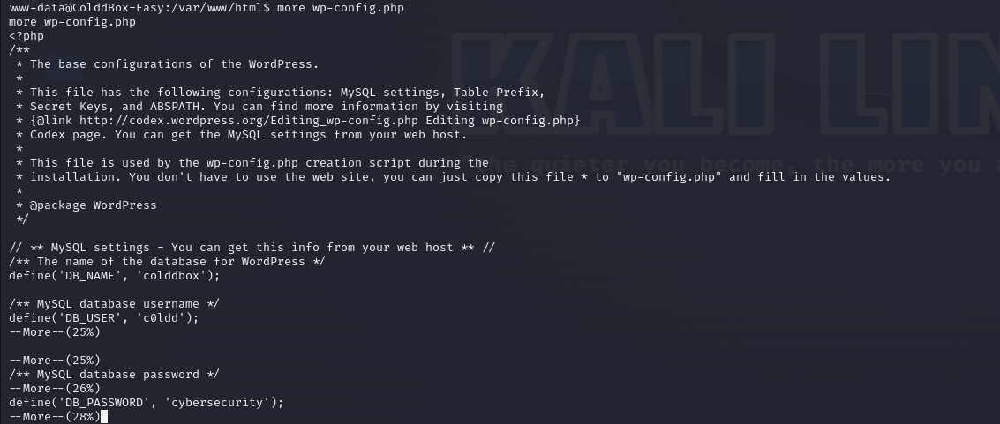 www-data@ColddBox-Easy:/var/www/html$ more wp-config.php
more wp-config.php
<?php
/**
 * The base configurations of the WordPress.
 *
 * This file has the following configurations: MySQL settings, Table Prefix,
 * Secret Keys, and ABSPATH. You can find more information by visiting
 * {@link http://codex.wordpress.org/Editing_wp-config.php Editing wp-config.php}
 * Codex page. You can get the MySQL settings from your web host.
 *
 * This file is used by the wp-config.php creation script during the
 * installation. You don't have to use the web site, you can just copy this file * to "wp-config.php" and fill in the values.
 *
 * @package WordPress
 */

// ** MySQL settings - You can get this info from your web host ** //
/** The name of the database for WordPress */
define('DB_NAME', 'colddbox');

/** MySQL database username */
define('DB_USER', 'c0ldd');
--More--(25%)

--More--(25%)
/** MySQL database password */
--More--(26%)
define('DB_PASSWORD', 'cybersecurity');
--More--(28%)
KALI LIN
the quieter you become, the more you a